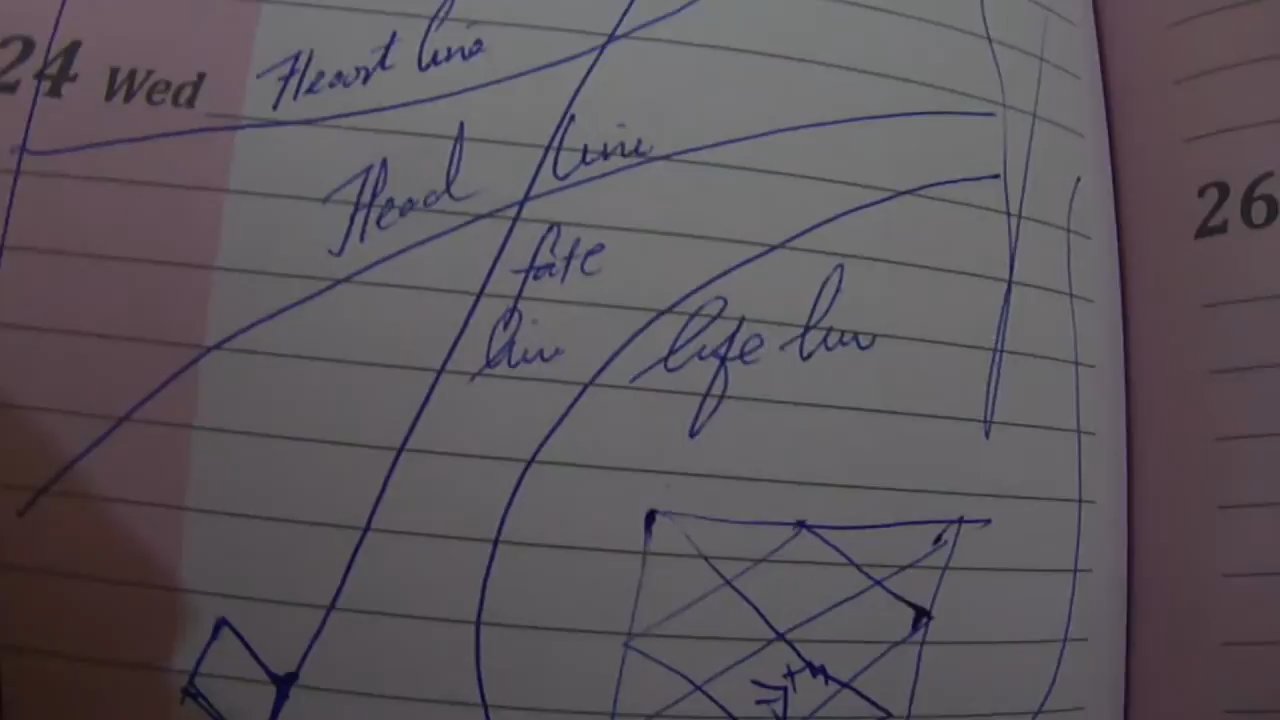 24 Wed
Heart line
Head line
fate
line
life line
26